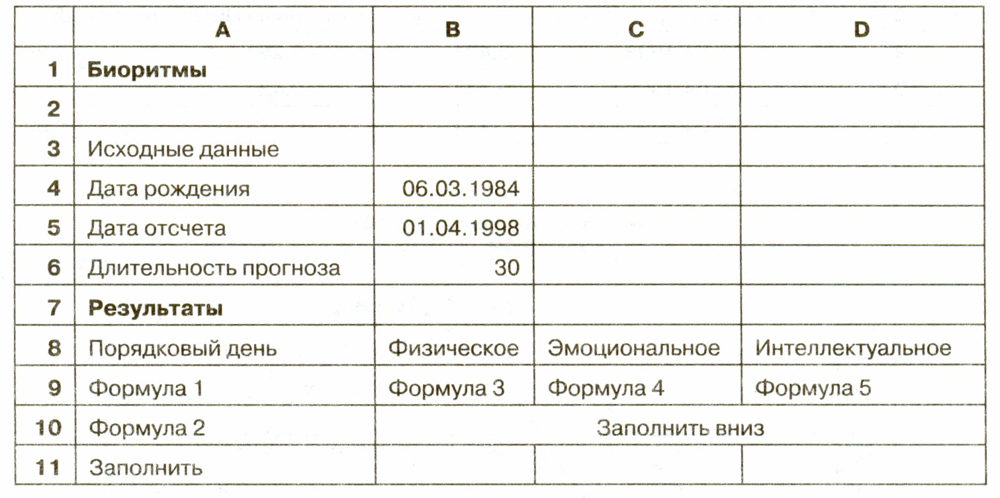 A B C D
1 Биоритмы
2
3 Исходные данные
4 Дата рождения 06.03.1984
5 Дата отсчета 01.04.1998
6 Длительность прогноза 30
7 Результаты
8 Порядковый день Физическое Эмоциональное Интеллектуальное
9 Формула 1 Формула 3 Формула 4 Формула 5
10 Формула 2 Заполнить вниз
11 Заполнить